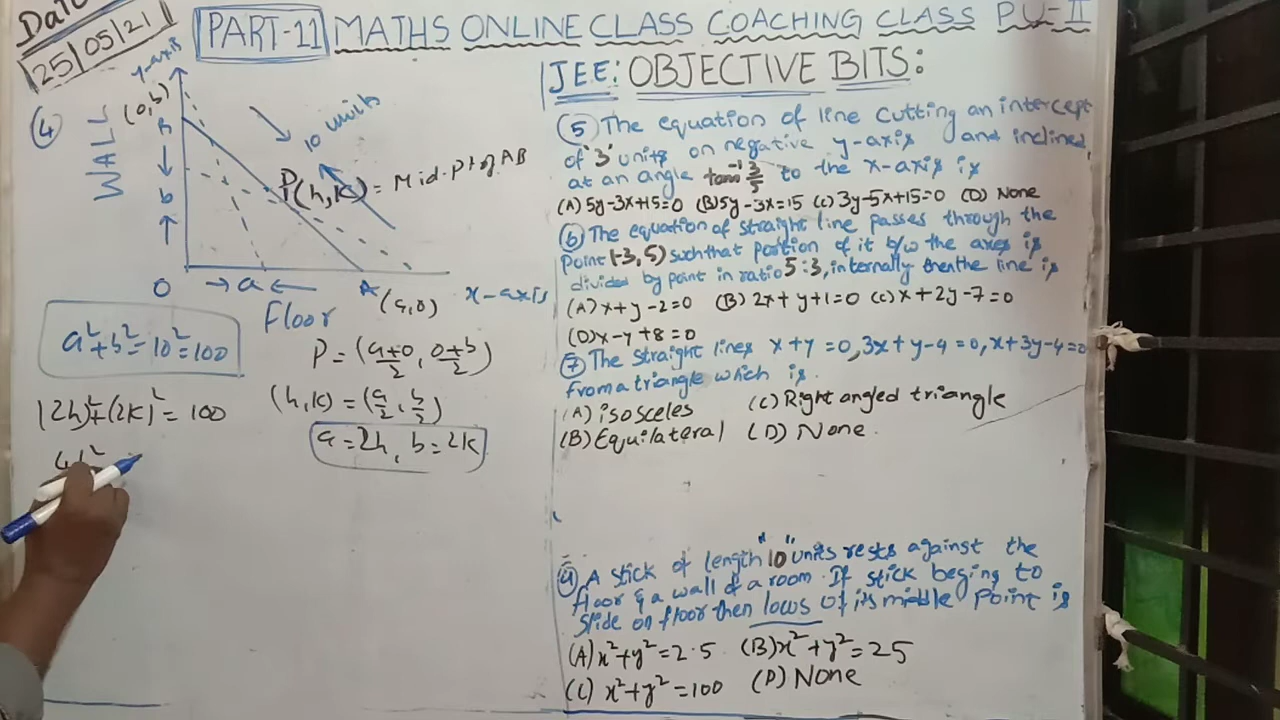 Date
25/05/21
PART-11 MATHS ONLINE CLASS COACHING CLASS P.U-II
④
y-axis
(0,b)
B
WALL
b
10 units
P(h,k) = Mid-pt of AB
O
a
A
(a,0)
x-axis
Floor
a²+b²=10²=100
P = (a+0/2, 0+b/2)
(2h)²+(2k)² = 100
(h,k) = (a/2, b/2)
a=2h, b=2k
4h²
JEE: OBJECTIVE BITS:
⑤ The equation of line cutting an intercept
of '3' units on negative y-axis and inclined
at an angle tan⁻¹ 3/5 to the x-axis is
(A) 5y-3x+15=0 (B) 5y-3x=15 (C) 3y-5x+15=0 (D) None
⑥ The equation of straight line passes through the
point (-3, 5) such that portion of it b/w the axes is
divided by point in ratio 5:3, internally then the line is
(A) x+y-2=0 (B) 2x+y+1=0 (C) x+2y-7=0
(D) x-y+8=0
⑦ The straight lines x+y=0, 3x+y-4=0, x+3y-4=0
from a triangle which is.
(A) isosceles (C) Right angled triangle
(B) Equilateral (D) None.
④ A stick of length "10" units rests against the
floor & a wall of a room. If stick begins to
slide on floor then locus of its middle point is
(A) x²+y²=2.5 (B) x²+y²=25
(C) x²+y²=100 (D) None